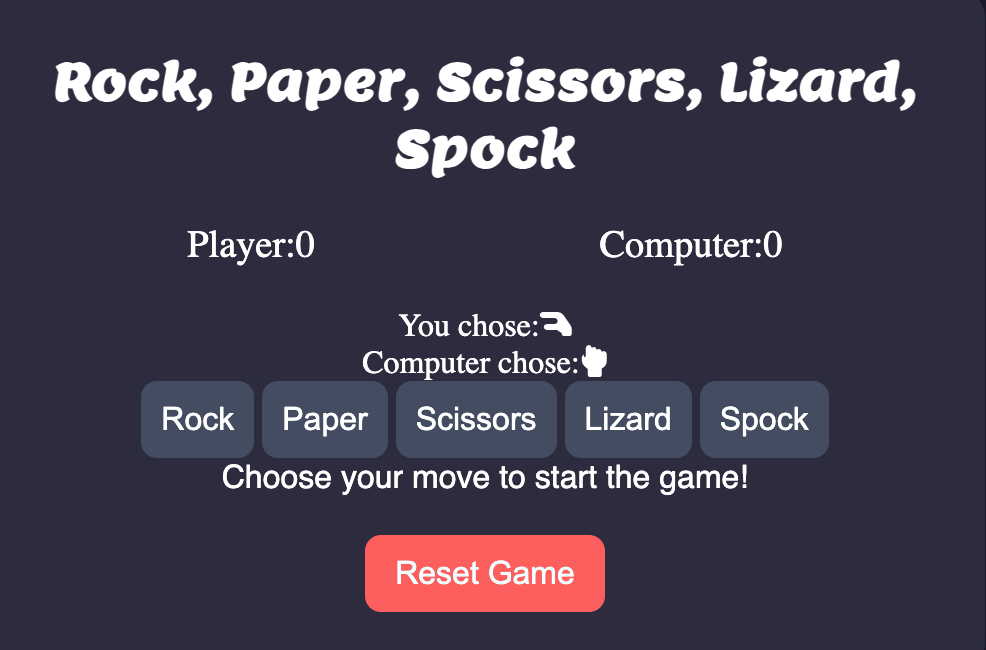 Rock, Paper, Scissors, Lizard,
Spock
Player:0
Computer:0
You chose:
Computer chose:
Rock
Paper
Scissors
Lizard
Spock
Choose your move to start the game!
Reset Game